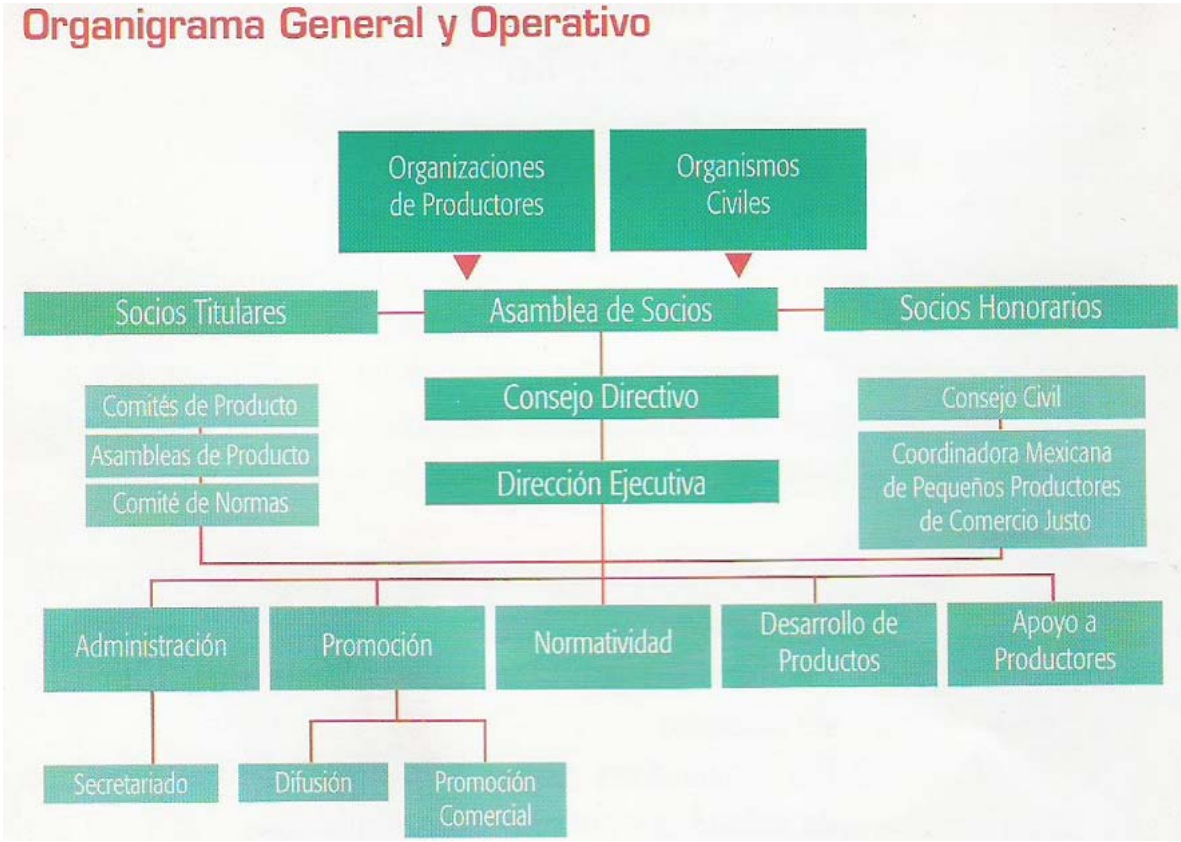 Organigrama General y Operativo
Organizaciones
de Productores
Organismos
Civiles
Socios Titulares
Asamblea de Socios
Socios Honorarios
Comités de Producto
Asambleas de Producto
Comité de Normas
Consejo Directivo
Dirección Ejecutiva
Consejo Civil
Coordinadora Mexicana
de Pequeños Productores
de Comercio Justo
Administración
Promoción
Normatividad
Desarrollo de
Productos
Apoyo a
Productores
Secretariado
Difusión
Promoción
Comercial